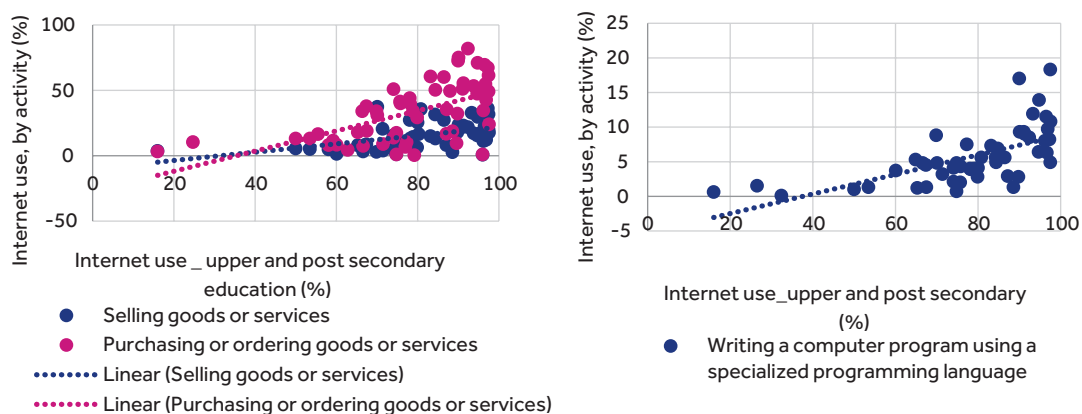 Internet use, by activity (%)
100
50
0
-50
0
20
40
60
80
100
Internet use _ upper and post secondary
education (%)
Selling goods or services
Purchasing or ordering goods or services
Linear (Selling goods or services)
Linear (Purchasing or ordering goods or services)
Internet use, by activity (%)
25
20
15
10
5
0
-5
0
20
40
60
80
100
Internet use_upper and post secondary
(%)
Writing a computer program using a
specialized programming language